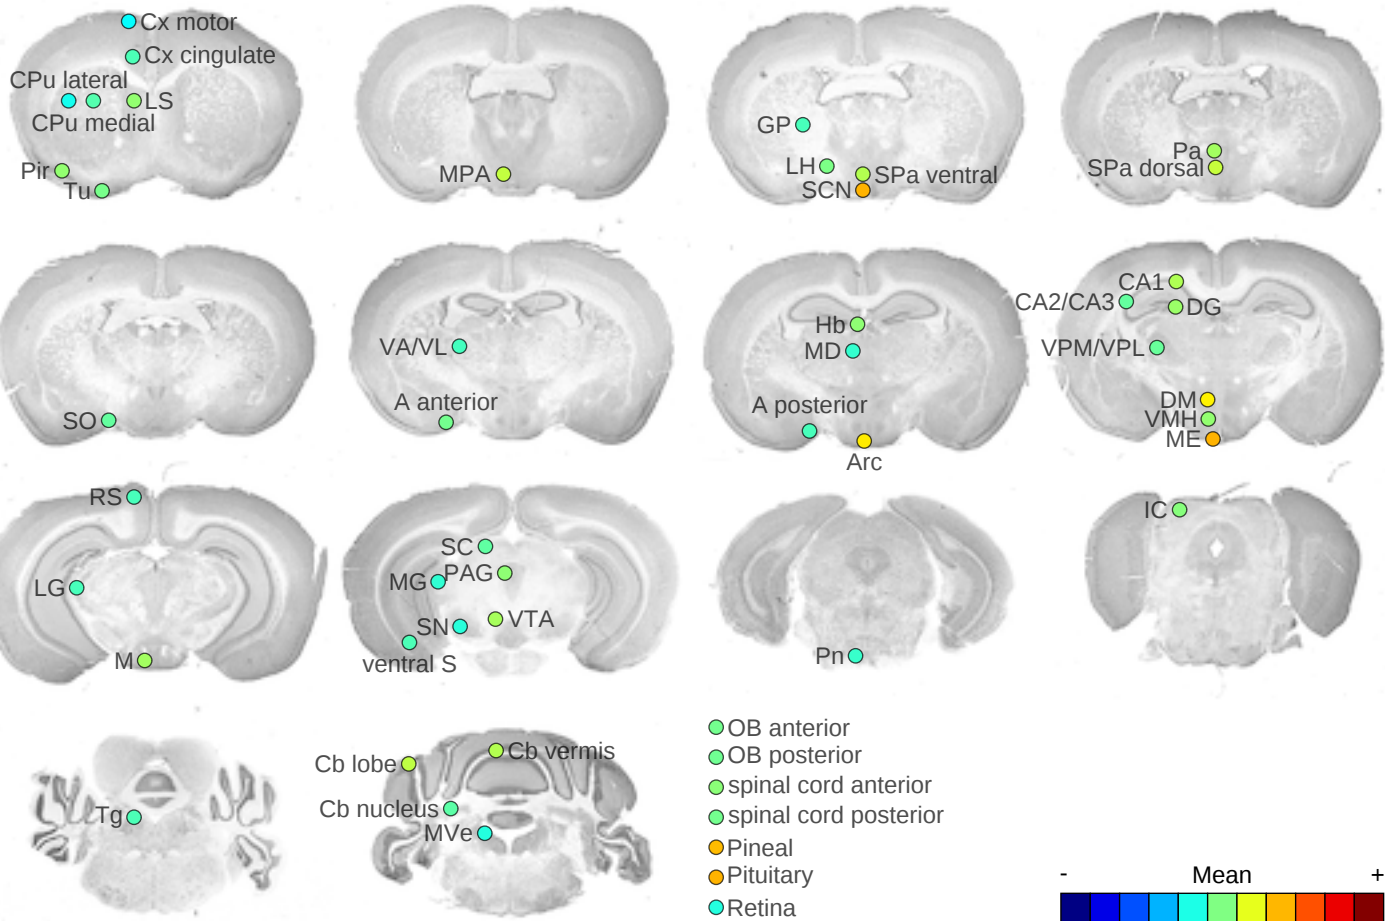 Cx motor
Cx cingulate
CPu lateral
LS
CPu medial
Pir
Tu
MPA
GP
LH
SPa ventral
SCN
Pa
SPa dorsal
SO
VA/VL
A anterior
Hb
MD
A posterior
Arc
CA1
CA2/CA3
DG
VPM/VPL
DM
VMH
ME
RS
LG
M
SC
PAG
MG
VTA
SN
ventral S
Pn
IC
Tg
Cb vermis
Cb lobe
Cb nucleus
MVe
OB anterior
OB posterior
spinal cord anterior
spinal cord posterior
Pineal
Pituitary
Retina
- Mean +